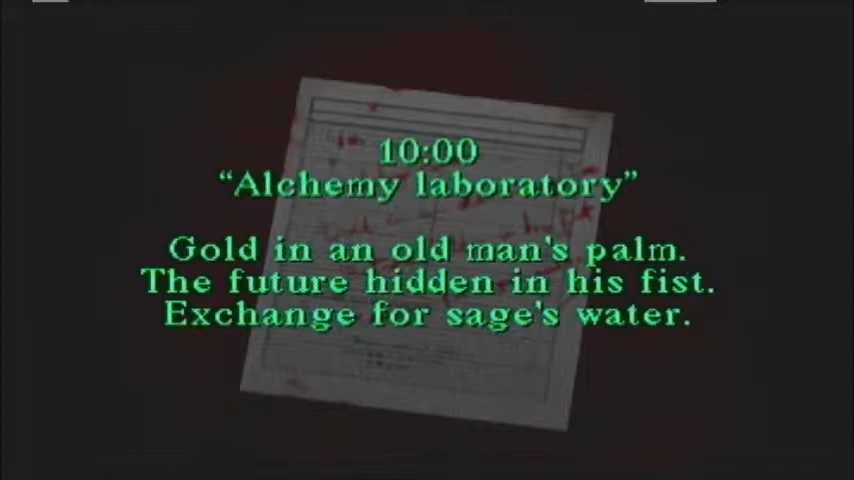 10:00
“Alchemy laboratory”
Gold in an old man's palm.
The future hidden in his fist.
Exchange for sage's water.